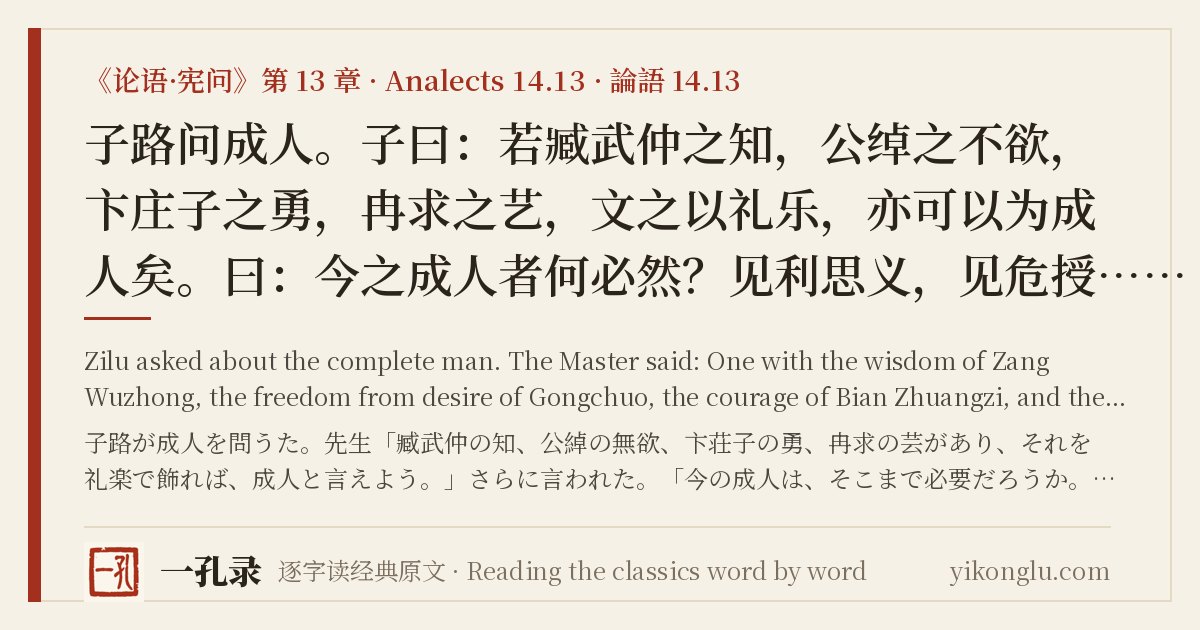 《论语·宪问》第 13 章 · Analects 14.13 · 論語 14.13
子路问成人。子曰：若臧武仲之知，公绰之不欲，
卞庄子之勇，冉求之艺，文之以礼乐，亦可以为成
人矣。曰：今之成人者何必然？见利思义，见危授……
Zilu asked about the complete man. The Master said: One with the wisdom of Zang
Wuzhong, the freedom from desire of Gongchuo, the courage of Bian Zhuangzi, and the...
子路が成人を問うた。先生「臧武仲の知、公綽の無欲、卞荘子の勇、冉求の芸があり、それを
礼楽で飾れば、成人と言えよう。」さらに言われた。「今の成人は、そこまで必要だろうか。…
一孔
一孔录 逐字读经典原文 · Reading the classics word by word yikonglu.com